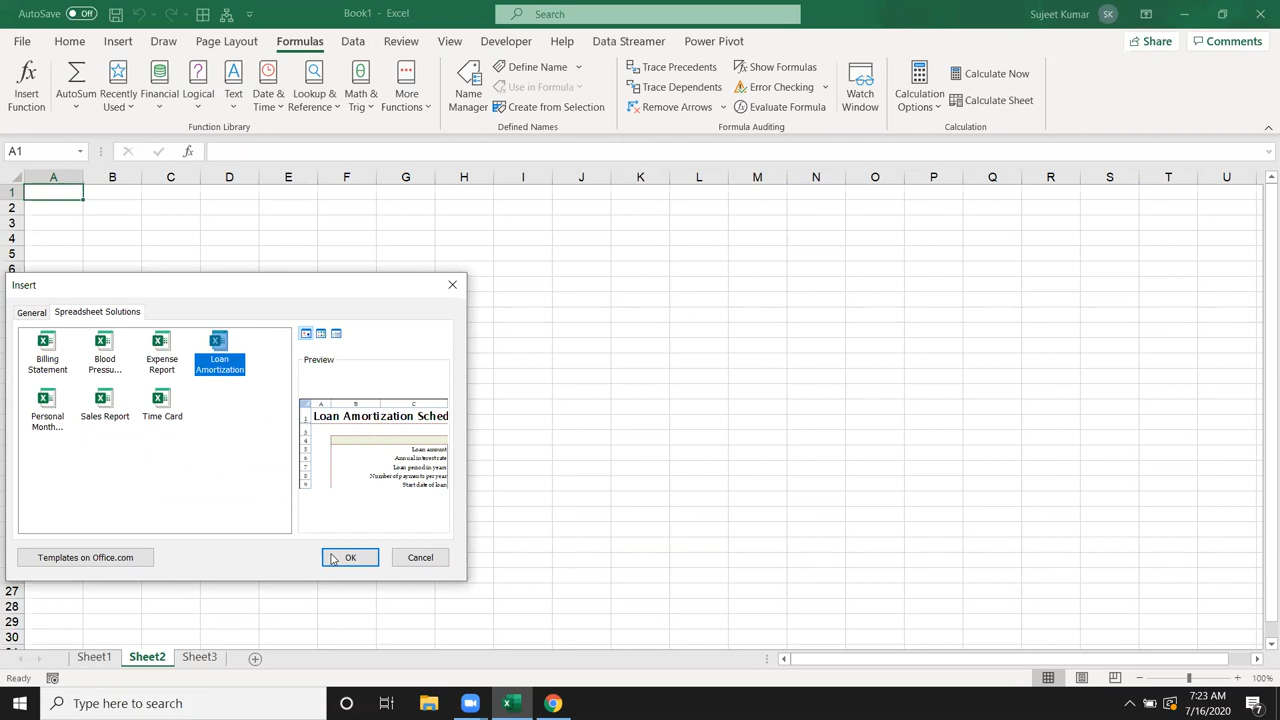 AutoSave Off Book1 - Excel Search Sujeet Kumar SK
File Home Insert Draw Page Layout Formulas Data Review View Developer Help Data Streamer Power Pivot Share Comments
Insert Function
AutoSum
Recently Used
Financial
Logical
Text
Date & Time
Lookup & Reference
Math & Trig
More Functions
Function Library
Name Manager
Define Name
Use in Formula
Create from Selection
Defined Names
Trace Precedents
Trace Dependents
Remove Arrows
Show Formulas
Error Checking
Evaluate Formula
Formula Auditing
Watch Window
Calculation Options
Calculate Now
Calculate Sheet
Calculation
A1 fx
A B C D E F G H I J K L M N O P Q R S T U
1
2
3
4
5
6
Insert
General Spreadsheet Solutions
Billing Statement
Blood Pressu...
Expense Report
Loan Amortization
Personal Month...
Sales Report
Time Card
Preview
A B C
1 Loan Amortization Sched
3
4
5 Loan amount
6 Annual interest rate
7 Loan period in years
8 Number of payments per year
9 Start date of loan
Templates on Office.com OK Cancel
27
28
29
30
Sheet1 Sheet2 Sheet3
Ready 100%
Type here to search
7:23 AM
7/16/2020
7